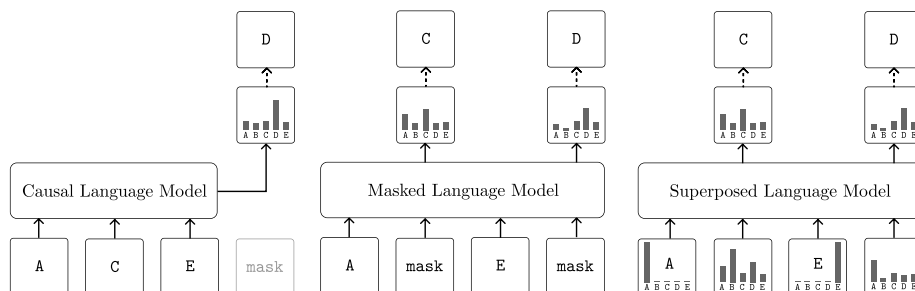 D C D C D
A B C D E A B C D E A B C D E A B C D E A B C D E
Causal Language Model Masked Language Model Superposed Language Model
A C E mask A mask E mask A E
A B C D E A B C D E A B C D E A B C D E